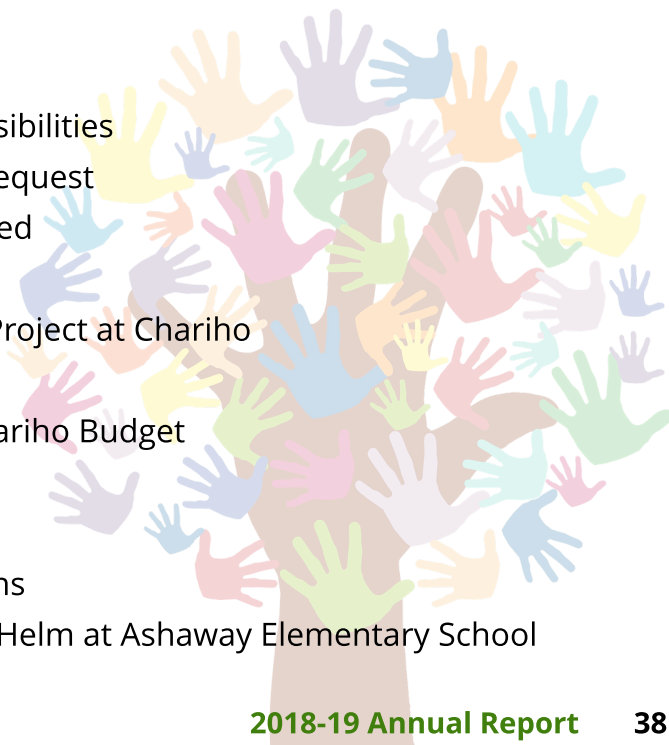 sibilities
equest
ed
Project at Chariho
ariho Budget
ns
Helm at Ashaway Elementary School
2018-19 Annual Report 38